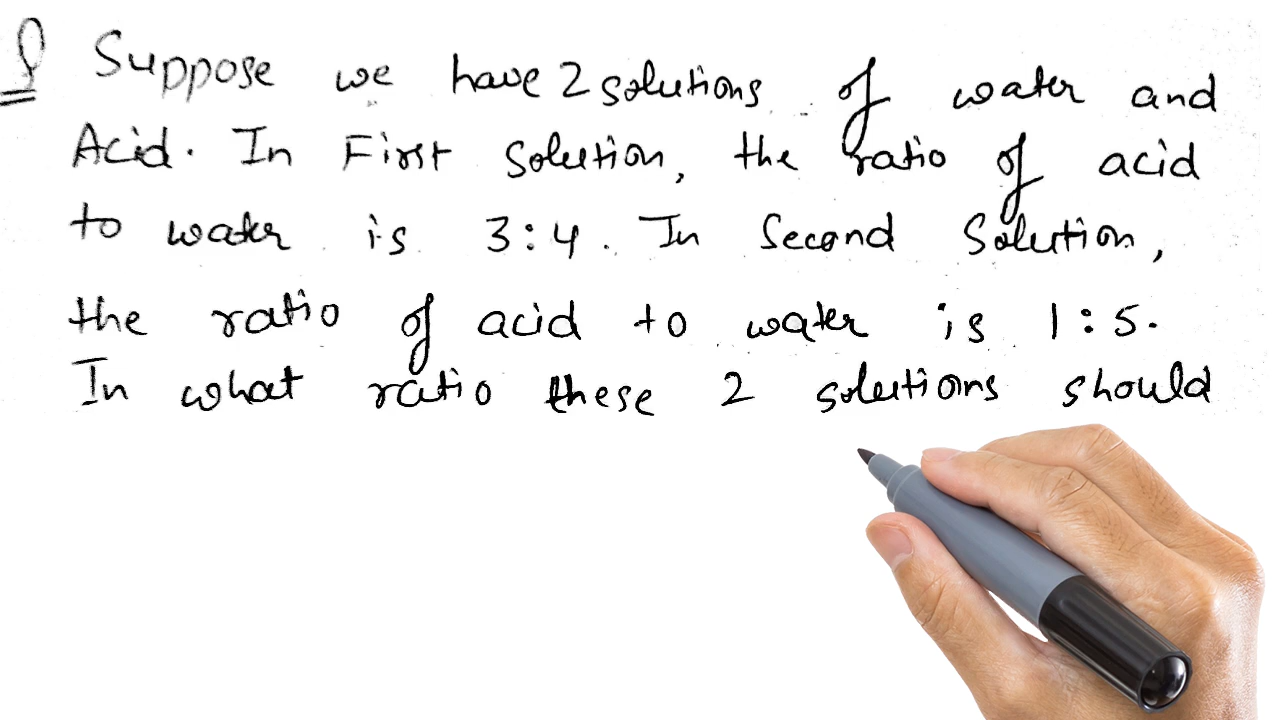 Q Suppose we have 2 solutions of water and
Acid. In First Solution, the ratio of acid
to water is 3:4. In Second Solution,
the ratio of acid to water is 1:5.
In what ratio these 2 solutions should